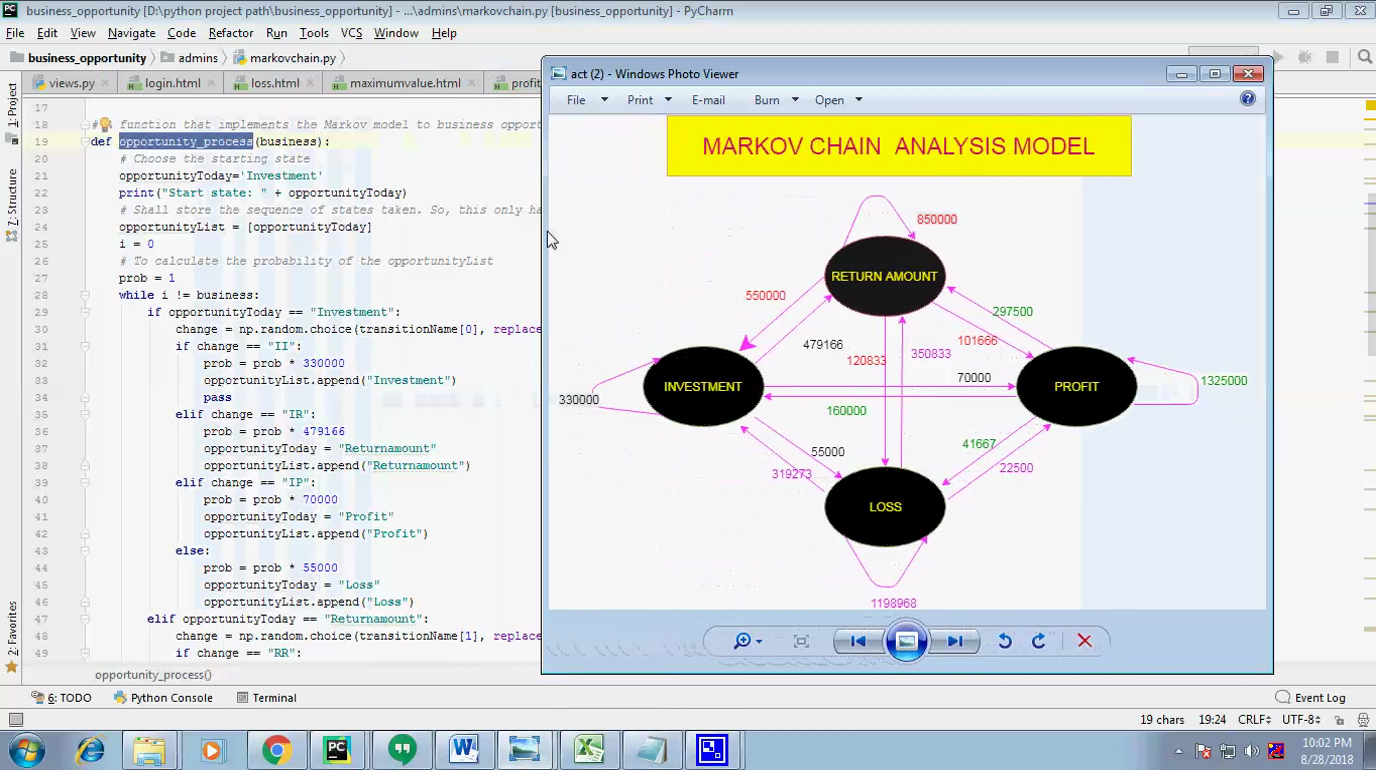 business_opportunity [D:\python project path\business_opportunity] - ...\admins\markovchain.py [business_opportunity] - PyCharm
File Edit View Navigate Code Refactor Run Tools VCS Window Help
business_opportunity admins markovchain.py
views.py login.html loss.html maximumvalue.html profit
1: Project
7: Structure
2: Favorites
17
18 # function that implements the Markov model to business opport
19 def opportunity_process(business):
20 # Choose the starting state
21 opportunityToday='Investment'
22 print("Start state: " + opportunityToday)
23 # Shall store the sequence of states taken. So, this only ha
24 opportunityList = [opportunityToday]
25 i = 0
26 # To calculate the probability of the opportunityList
27 prob = 1
28 while i != business:
29 if opportunityToday == "Investment":
30 change = np.random.choice(transitionName[0], replace
31 if change == "II":
32 prob = prob * 330000
33 opportunityList.append("Investment")
34 pass
35 elif change == "IR":
36 prob = prob * 479166
37 opportunityToday = "Returnamount"
38 opportunityList.append("Returnamount")
39 elif change == "IP":
40 prob = prob * 70000
41 opportunityToday = "Profit"
42 opportunityList.append("Profit")
43 else:
44 prob = prob * 55000
45 opportunityToday = "Loss"
46 opportunityList.append("Loss")
47 elif opportunityToday == "Returnamount":
48 change = np.random.choice(transitionName[1], replace
49 if change == "RR":
opportunity_process()
act (2) - Windows Photo Viewer
File Print E-mail Burn Open
MARKOV CHAIN ANALYSIS MODEL
850000
RETURN AMOUNT
550000
297500
479166
120833
350833
101666
INVESTMENT
70000
PROFIT
1325000
330000
160000
55000
41667
319273
22500
LOSS
1198968
6: TODO Python Console Terminal Event Log
19 chars 19:24 CRLF UTF-8
10:02 PM
8/28/2018